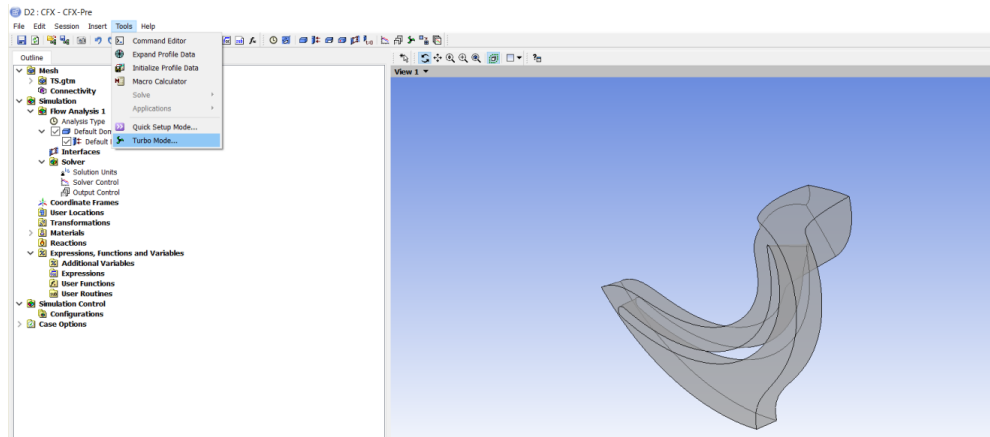 D2 : CFX - CFX-Pre
File Edit Session Insert Tools Help
Command Editor
Expand Profile Data
Initialize Profile Data
Macro Calculator
Solve
Applications
Quick Setup Mode...
Turbo Mode...
Outline
Mesh
TS.gtm
Connectivity
Simulation
Flow Analysis 1
Analysis Type
Default Don
Default
Interfaces
Solver
Solution Units
Solver Control
Output Control
Coordinate Frames
User Locations
Transformations
Materials
Reactions
Expressions, Functions and Variables
Additional Variables
Expressions
User Functions
User Routines
Simulation Control
Configurations
Case Options
View 1